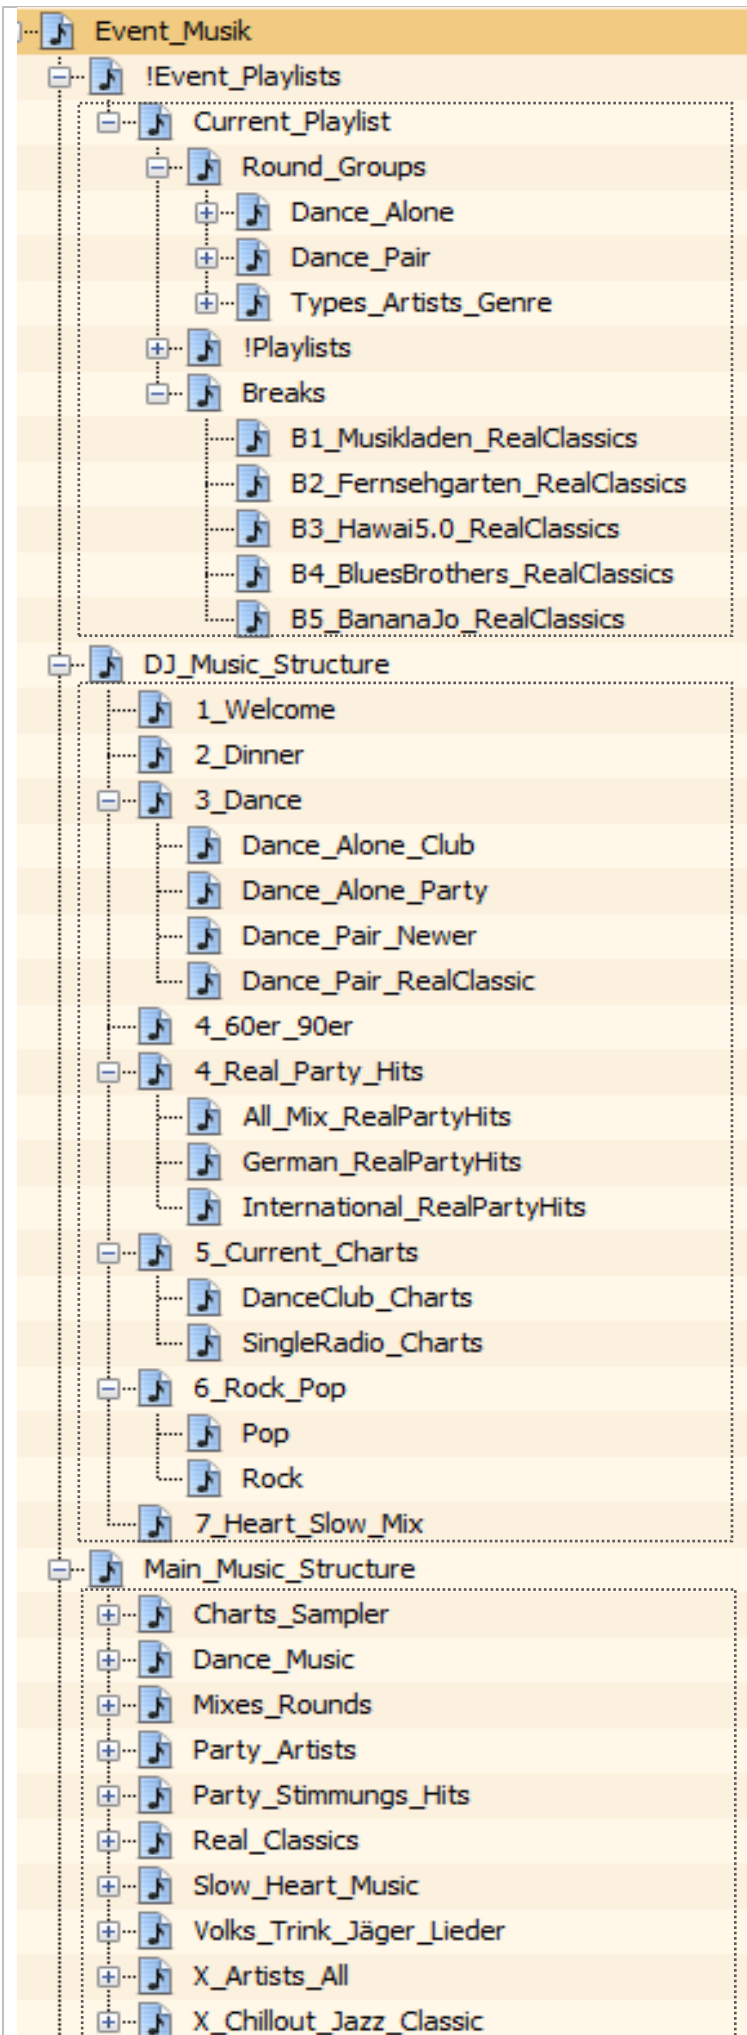 Event_Musik
!Event_Playlists
Current_Playlist
Round_Groups
Dance_Alone
Dance_Pair
Types_Artists_Genre
!Playlists
Breaks
B1_Musikladen_RealClassics
B2_Fernsehgarten_RealClassics
B3_Hawai5.0_RealClassics
B4_BluesBrothers_RealClassics
B5_BananaJo_RealClassics
DJ_Music_Structure
1_Welcome
2_Dinner
3_Dance
Dance_Alone_Club
Dance_Alone_Party
Dance_Pair_Newer
Dance_Pair_RealClassic
4_60er_90er
4_Real_Party_Hits
All_Mix_RealPartyHits
German_RealPartyHits
International_RealPartyHits
5_Current_Charts
DanceClub_Charts
SingleRadio_Charts
6_Rock_Pop
Pop
Rock
7_Heart_Slow_Mix
Main_Music_Structure
Charts_Sampler
Dance_Music
Mixes_Rounds
Party_Artists
Party_Stimmungs_Hits
Real_Classics
Slow_Heart_Music
Volks_Trink_Jäger_Lieder
X_Artists_All
X_Chillout_Jazz_Classic